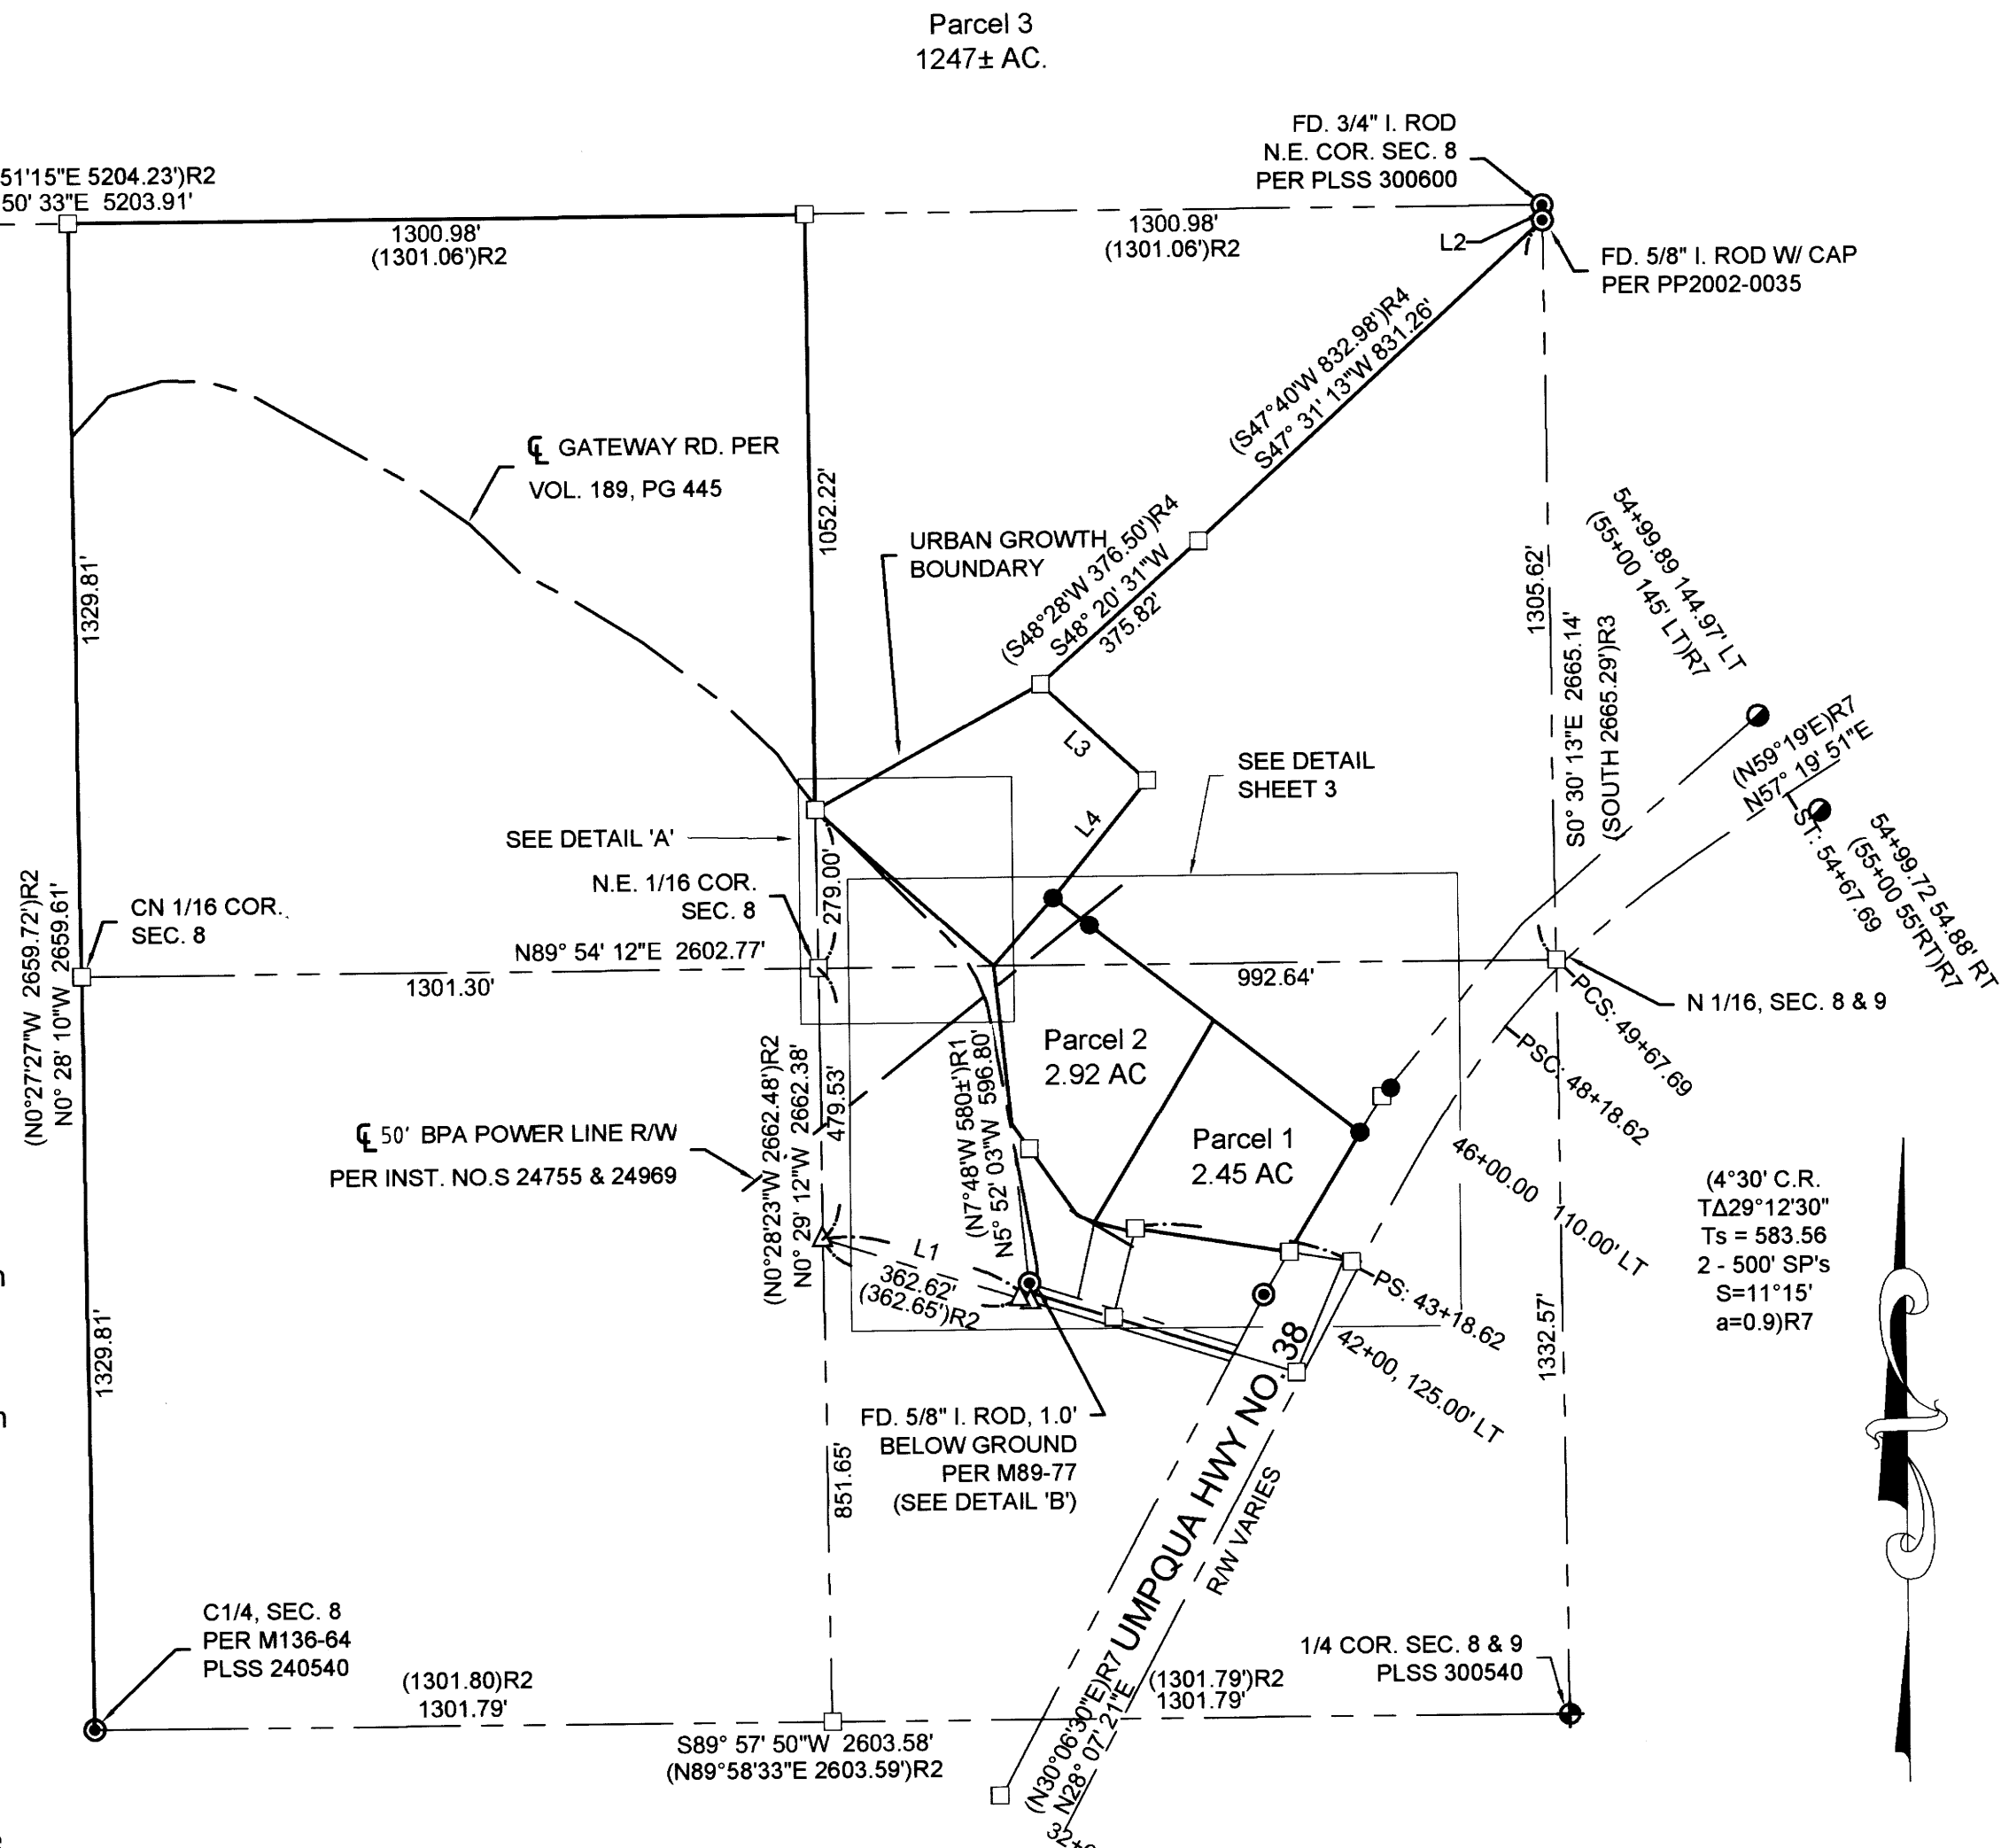 Parcel 3
1247± AC.
FD. 3/4" I. ROD
N.E. COR. SEC. 8
PER PLSS 300600
51'15"E 5204.23')R2
50' 33"E 5203.91'
1300.98'
(1301.06')R2
1300.98'
(1301.06')R2
L2
FD. 5/8" I. ROD W/ CAP
PER PP2002-0035
(S47°40'W 832.98')R4
S47° 31' 13"W 831.26'
℄ GATEWAY RD. PER
VOL. 189, PG 445
1052.22'
URBAN GROWTH
BOUNDARY
(S48°28"W 376.50')R4
S48° 20' 31"W
375.82'
1329.81'
1305.62'
S0° 30' 13"E 2665.14'
(SOUTH 2665.29')R3
54+99.89 144.97' LT
(55+00 145' LT)R7
(N59°19'E)R7
N57° 19' 51"E
ST: 54+67.69
54+99.72 54.88' RT
(55+00 55'RT)R7
L3
L4
SEE DETAIL
SHEET 3
SEE DETAIL 'A'
N.E. 1/16 COR.
SEC. 8
279.00'
CN 1/16 COR.
SEC. 8
N89° 54' 12"E 2602.77'
1301.30'
992.64'
N 1/16, SEC. 8 & 9
(N0°27'27"W 2659.72')R2
N0° 28' 10"W 2659.61'
PCS: 49+67.69
PSC: 48+18.62
Parcel 2
2.92 AC
(N7°48'W 580±')R1
N5° 52' 03"W 596.80'
(N0°28'23"W 2662.48')R2
N0° 29' 12"W 2662.38'
479.53'
℄ 50' BPA POWER LINE R/W
PER INST. NO.S 24755 & 24969
Parcel 1
2.45 AC
46+00.00 110.00' LT
(4°30' C.R.
TΔ29°12'30"
Ts = 583.56
2 - 500' SP's
S=11°15'
a=0.9)R7
L1
362.62'
(362.65')R2
PS: 43+18.62
42+00, 125.00' LT
1332.57'
1329.81'
FD. 5/8" I. ROD, 1.0'
BELOW GROUND
PER M89-77
(SEE DETAIL 'B')
851.65'
UMPQUA HWY NO. 38
R/W VARIES
C1/4, SEC. 8
PER M136-64
PLSS 240540
1/4 COR. SEC. 8 & 9
PLSS 300540
(1301.80)R2
1301.79'
(1301.79')R2
1301.79'
S89° 57' 50"W 2603.58'
(N89°58'33"E 2603.59')R2
(N30°06'30"E)R7
N28° 07' 21"E